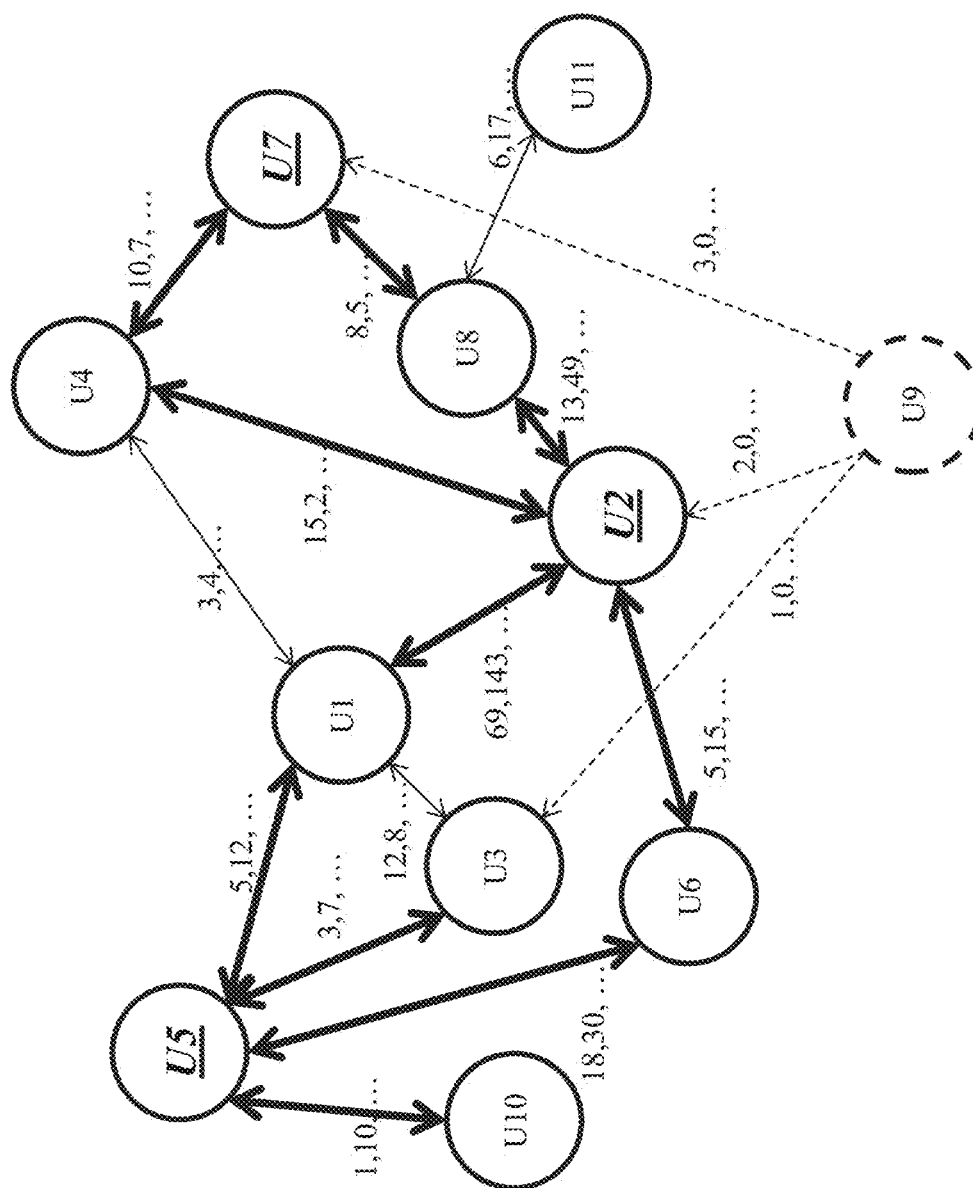 U11
6,17, …
U7
10,7, …
3,0, …
8,5, …
U4
U8
13,49, …
U9
2,0, …
15,2, …
U2
3,4, …
1,0, …
U1
69,143, …
5,15, …
5,12, …
12,8, …
U3
U6
3,7, …
U5
18,30, …
1,10, …
U10